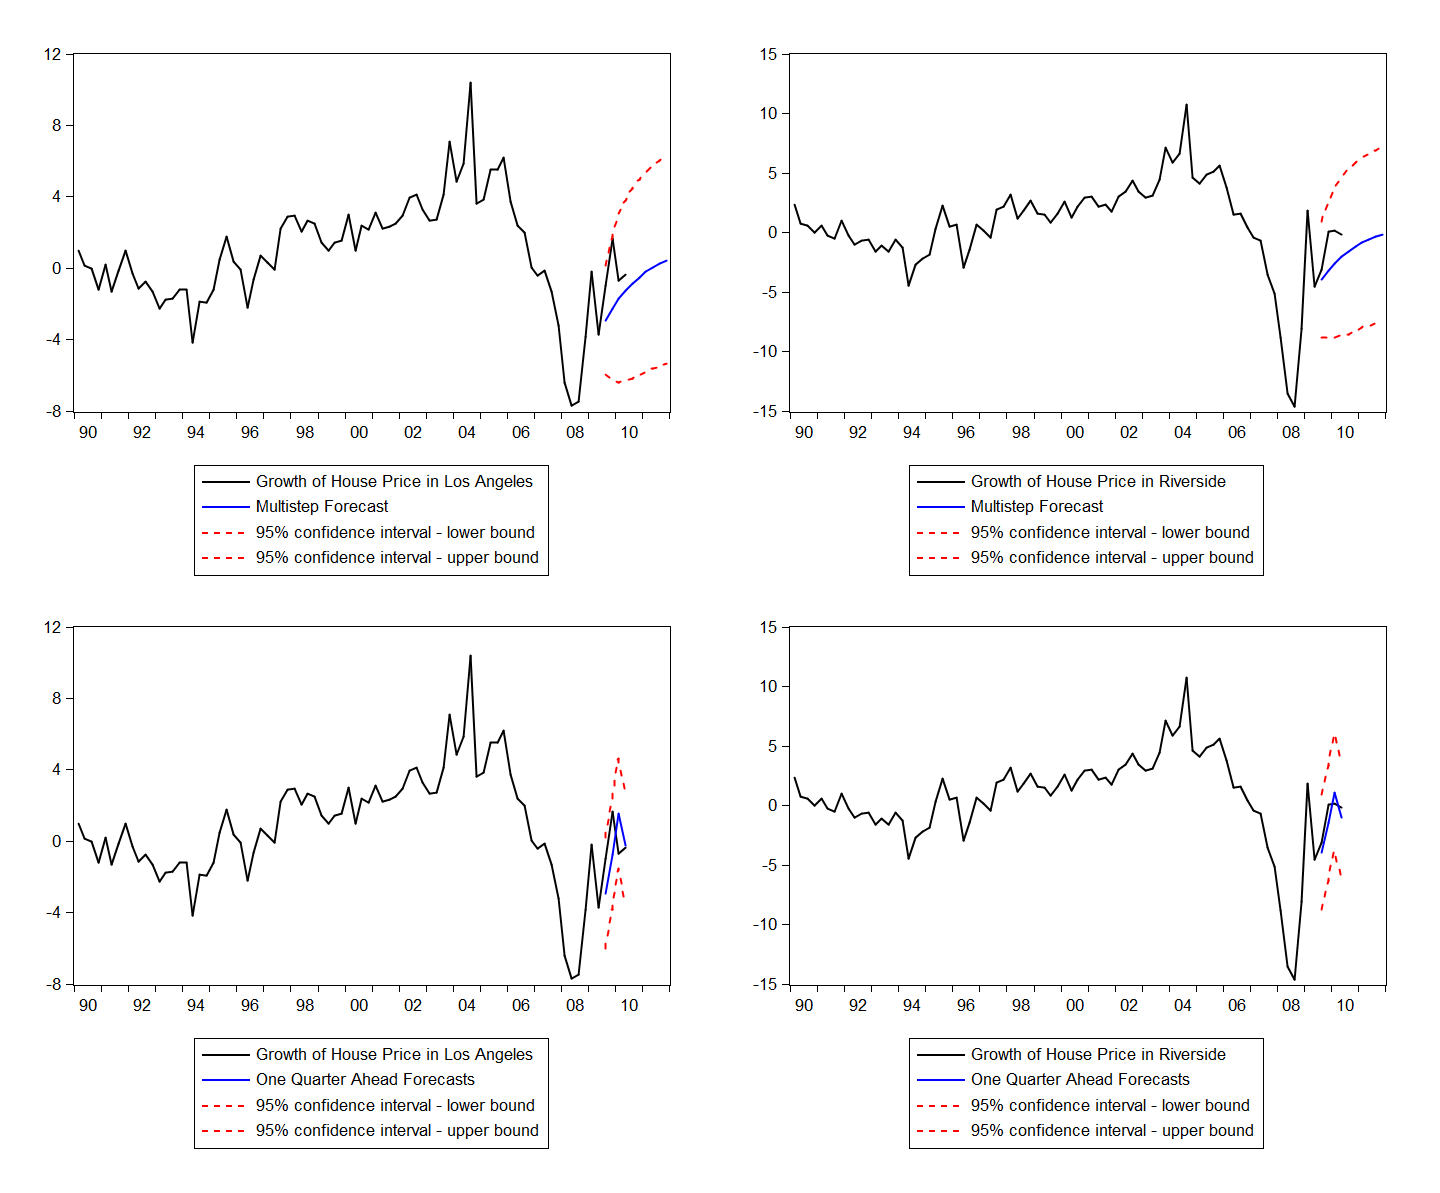 12
8
4
0
-4
-8
90 92 94 96 98 00 02 04 06 08 10
Growth of House Price in Los Angeles
Multistep Forecast
95% confidence interval - lower bound
95% confidence interval - upper bound
15
10
5
0
-5
-10
-15
90 92 94 96 98 00 02 04 06 08 10
Growth of House Price in Riverside
Multistep Forecast
95% confidence interval - lower bound
95% confidence interval - upper bound
12
8
4
0
-4
-8
90 92 94 96 98 00 02 04 06 08 10
Growth of House Price in Los Angeles
One Quarter Ahead Forecasts
95% confidence interval - lower bound
95% confidence interval - upper bound
15
10
5
0
-5
-10
-15
90 92 94 96 98 00 02 04 06 08 10
Growth of House Price in Riverside
One Quarter Ahead Forecasts
95% confidence interval - lower bound
95% confidence interval - upper bound